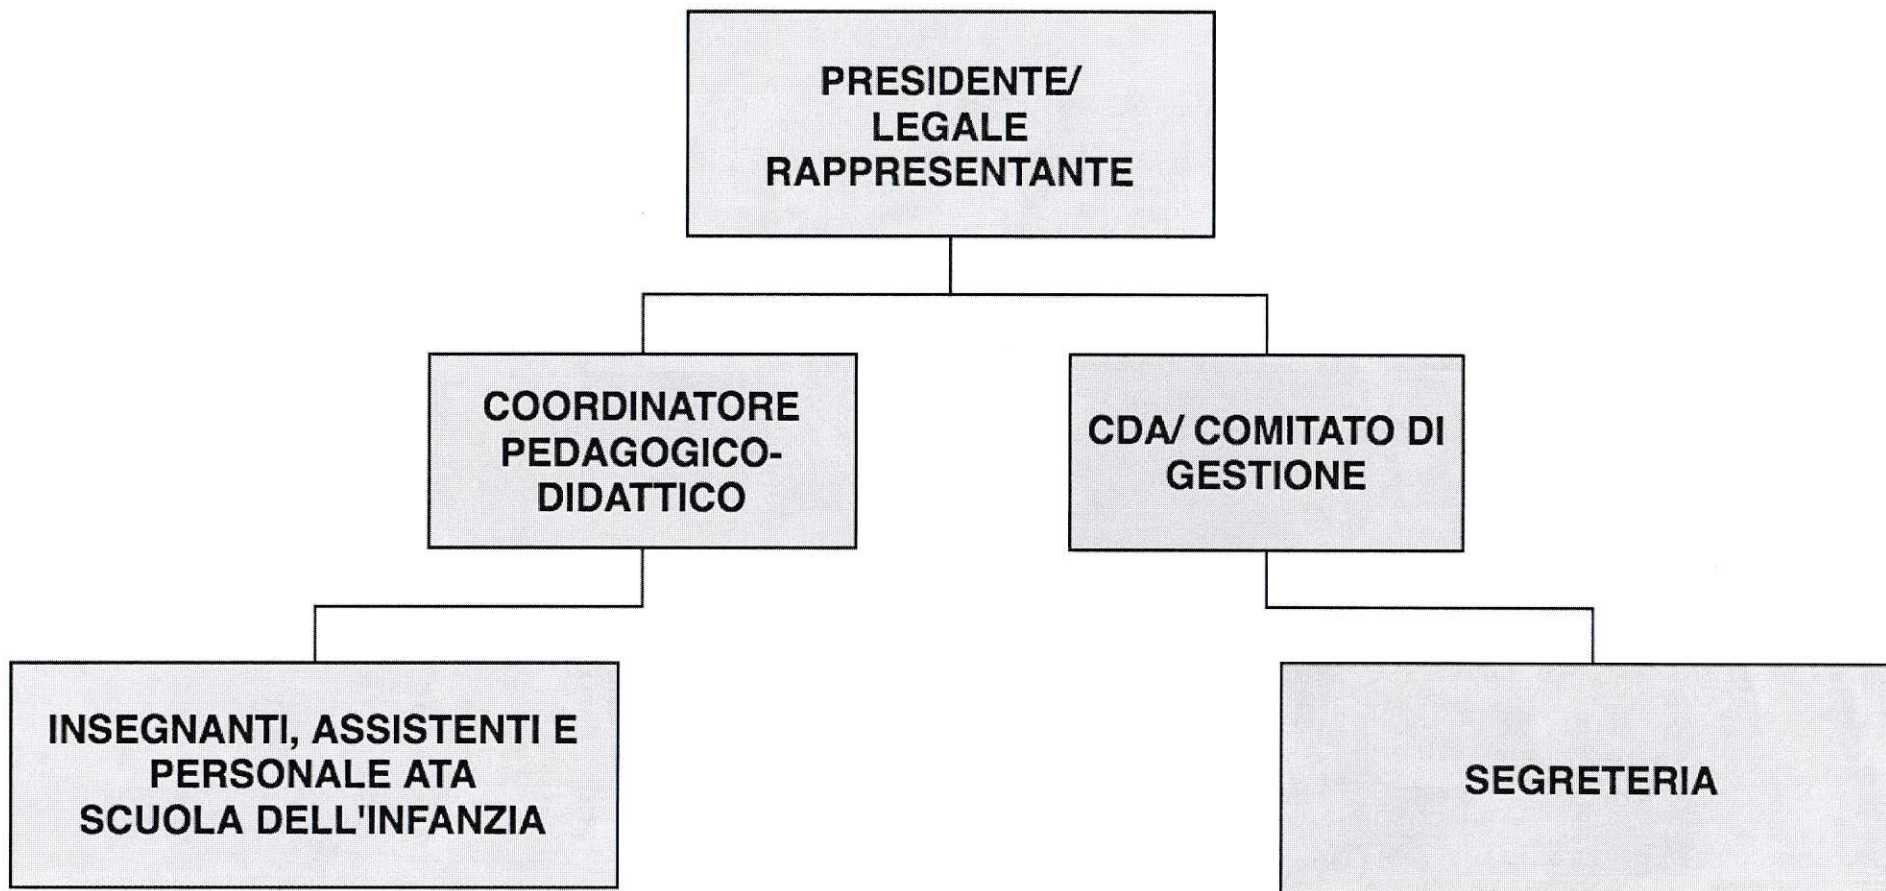 PRESIDENTE/
LEGALE
RAPPRESENTANTE
COORDINATORE
PEDAGOGICO-
DIDATTICO
CDA/ COMITATO DI
GESTIONE
INSEGNANTI, ASSISTENTI E
PERSONALE ATA
SCUOLA DELL'INFANZIA
SEGRETERIA